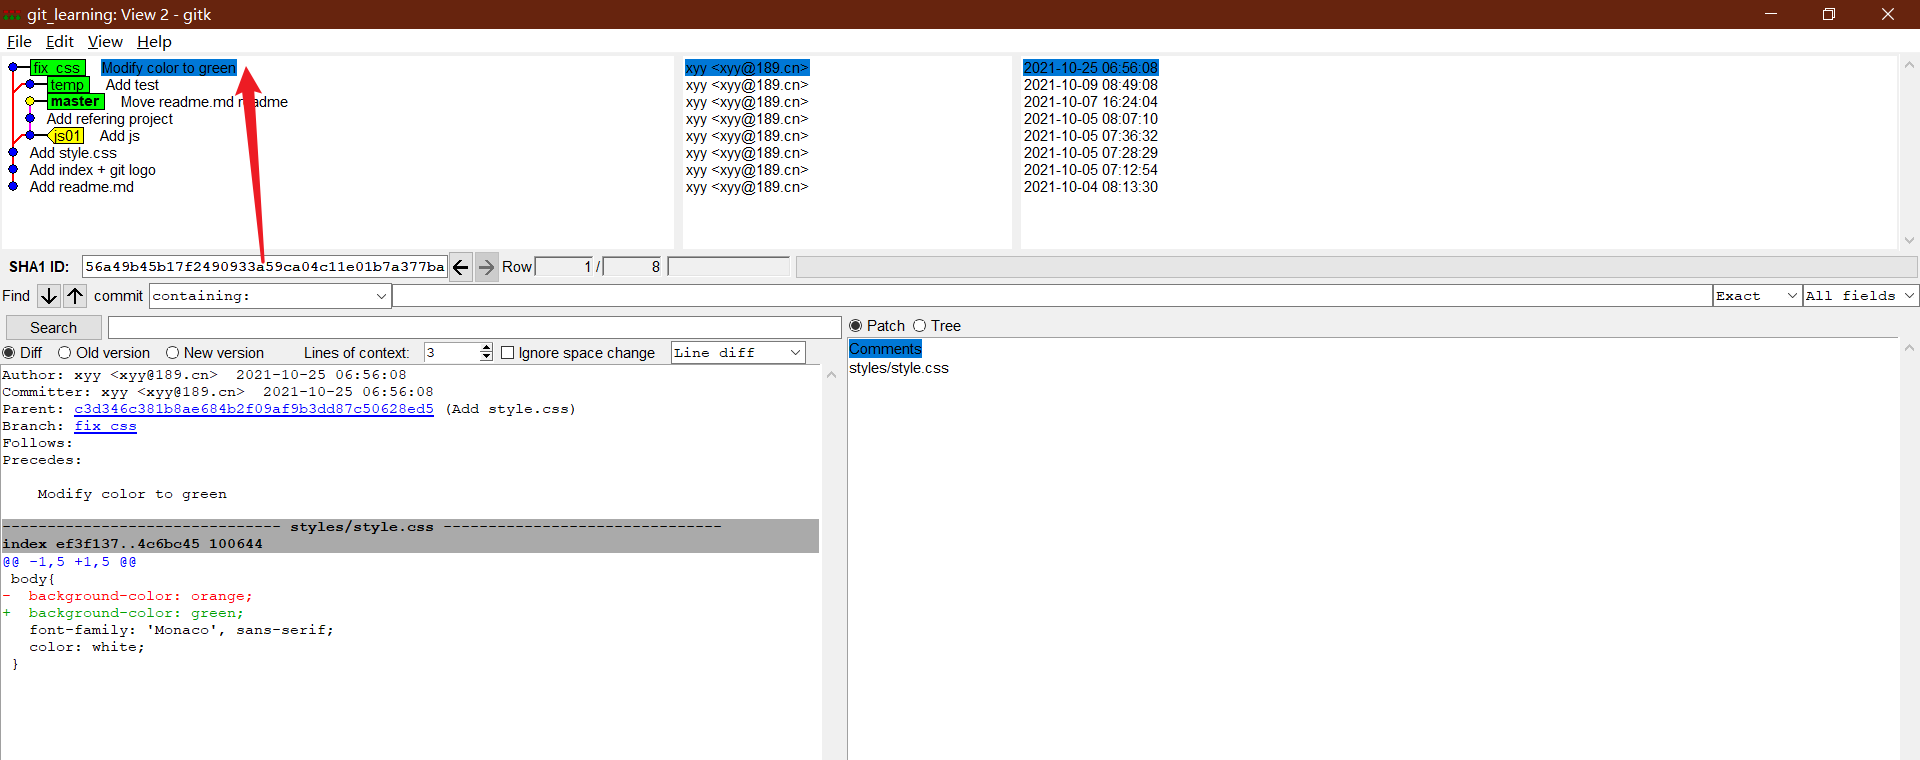 git_learning: View 2 - gitk
File Edit View Help
fix_css Modify color to green xyy <xyy@189.cn> 2021-10-25 06:56:08
temp Add test xyy <xyy@189.cn> 2021-10-09 08:49:08
master Move readme.md readme xyy <xyy@189.cn> 2021-10-07 16:24:04
Add refering project xyy <xyy@189.cn> 2021-10-05 08:07:10
js01 Add js xyy <xyy@189.cn> 2021-10-05 07:36:32
Add style.css xyy <xyy@189.cn> 2021-10-05 07:28:29
Add index + git logo xyy <xyy@189.cn> 2021-10-05 07:12:54
Add readme.md xyy <xyy@189.cn> 2021-10-04 08:13:30
SHA1 ID: 56a49b45b17f2490933a59ca04c11e01b7a377ba Row 1 / 8
Find commit containing: Exact All fields
Search Patch Tree
Diff Old version New version Lines of context: 3 Ignore space change Line diff
Comments
styles/style.css
Author: xyy <xyy@189.cn> 2021-10-25 06:56:08
Committer: xyy <xyy@189.cn> 2021-10-25 06:56:08
Parent: c3d346c381b8ae684b2f09af9b3dd87c50628ed5 (Add style.css)
Branch: fix_css
Follows:
Precedes:
Modify color to green
------------------------------- styles/style.css -------------------------------
index ef3f137..4c6bc45 100644
@@ -1,5 +1,5 @@
body{
- background-color: orange;
+ background-color: green;
font-family: 'Monaco', sans-serif;
color: white;
}